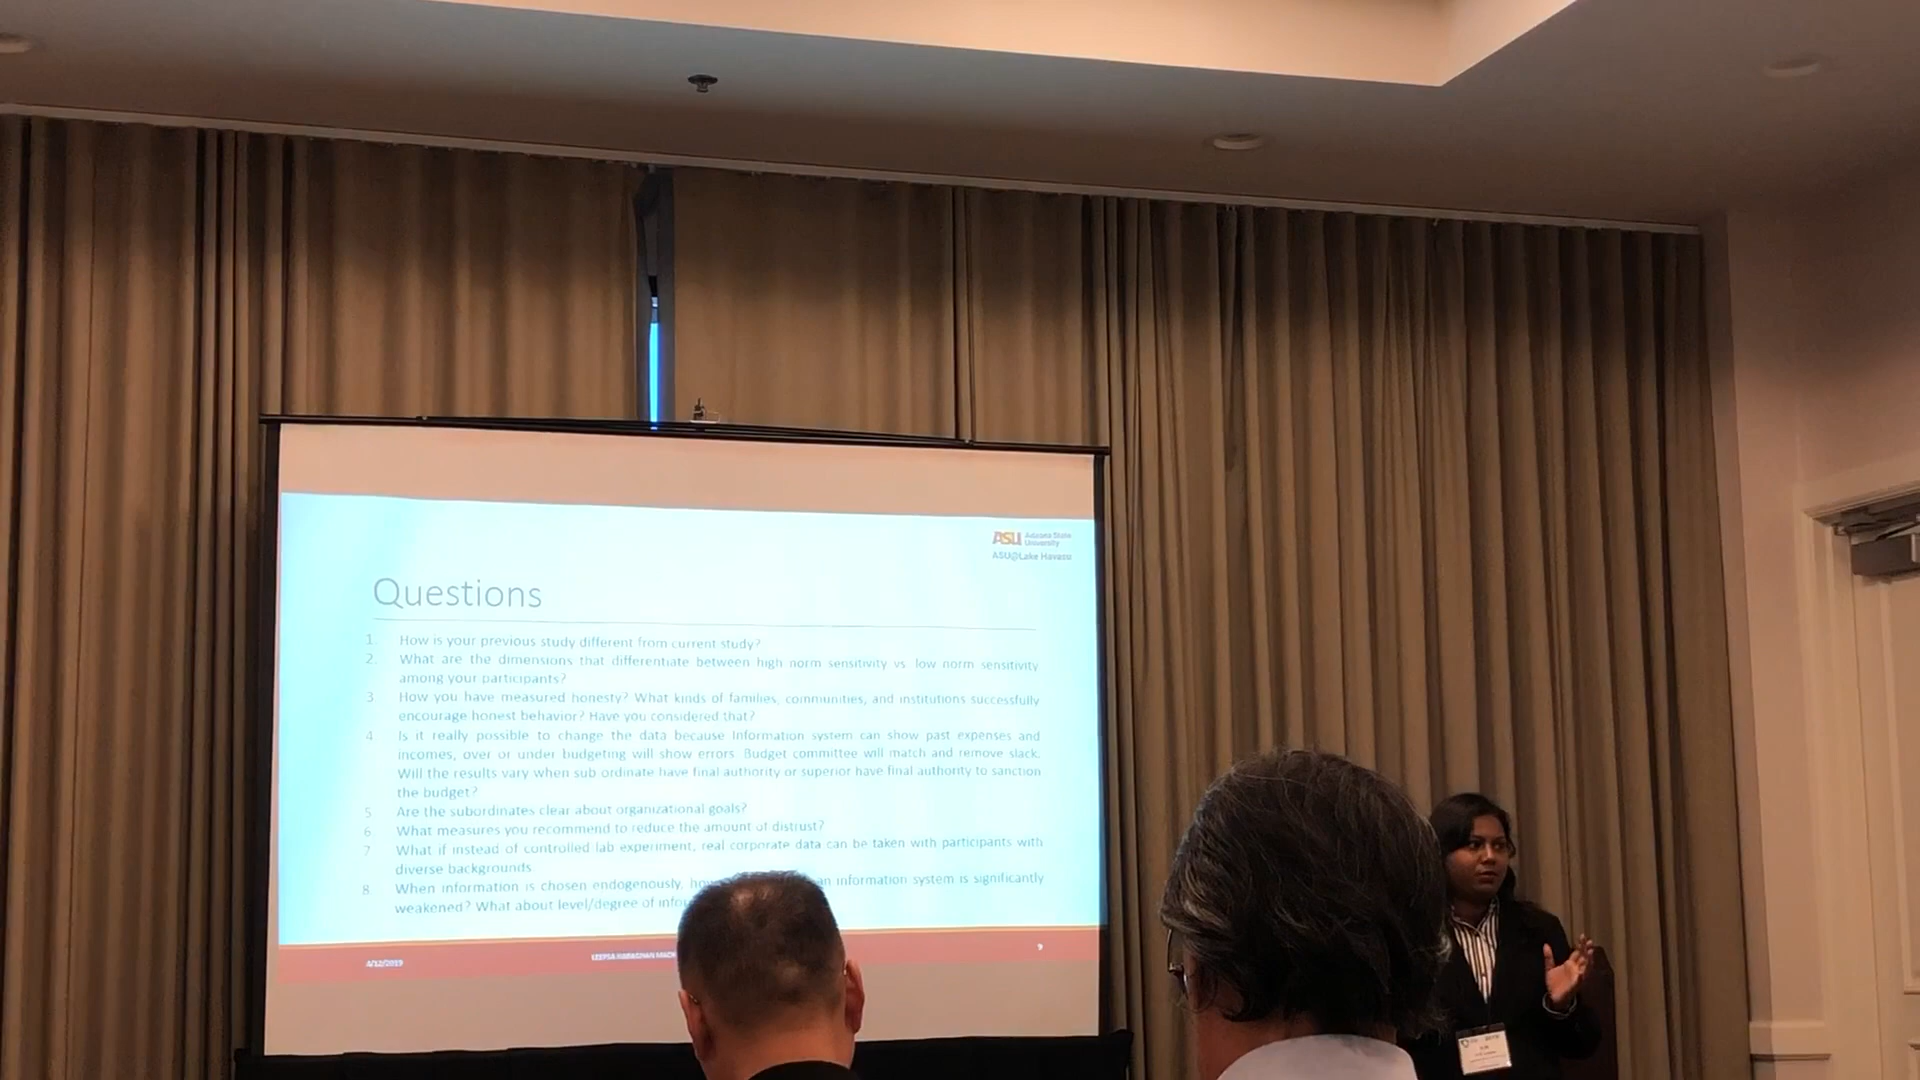 ASU Arizona State
University
ASU@Lake Havasu
Questions
1. How is your previous study different from current study?
2. What are the dimensions that differentiate between high norm sensitivity vs. low norm sensitivity
among your participants?
3. How you have measured honesty? What kinds of families, communities, and institutions successfully
encourage honest behavior? Have you considered that?
4. Is it really possible to change the data because Information system can show past expenses and
incomes, over or under budgeting will show errors. Budget committee will match and remove slack.
Will the results vary when sub ordinate have final authority or superior have final authority to sanction
the budget?
5. Are the subordinates clear about organizational goals?
6. What measures you recommend to reduce the amount of distrust?
7. What if instead of controlled lab experiment, real corporate data can be taken with participants with
diverse backgrounds
8. When information is chosen endogenously, an information system is significantly
weakened? What about level/degree of
4/12/2019
9
2019